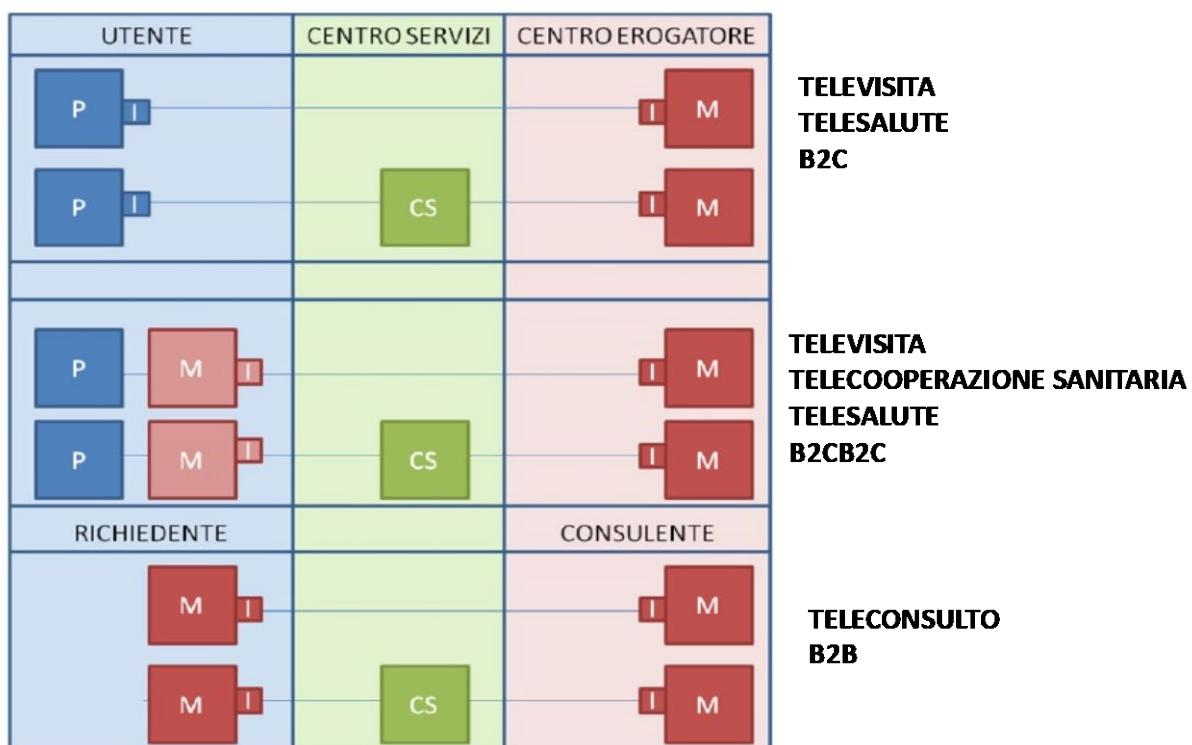 UTENTE CENTRO SERVIZI CENTRO EROGATORE
P I I M
TELEVISITA
TELESALUTE
B2C
P I CS I M
P M I I M
TELEVISITA
TELECOOPERAZIONE SANITARIA
TELESALUTE
B2CB2C
P M I CS I M
RICHIEDENTE CONSULENTE
M I I M
TELECONSULTO
B2B
M I CS I M